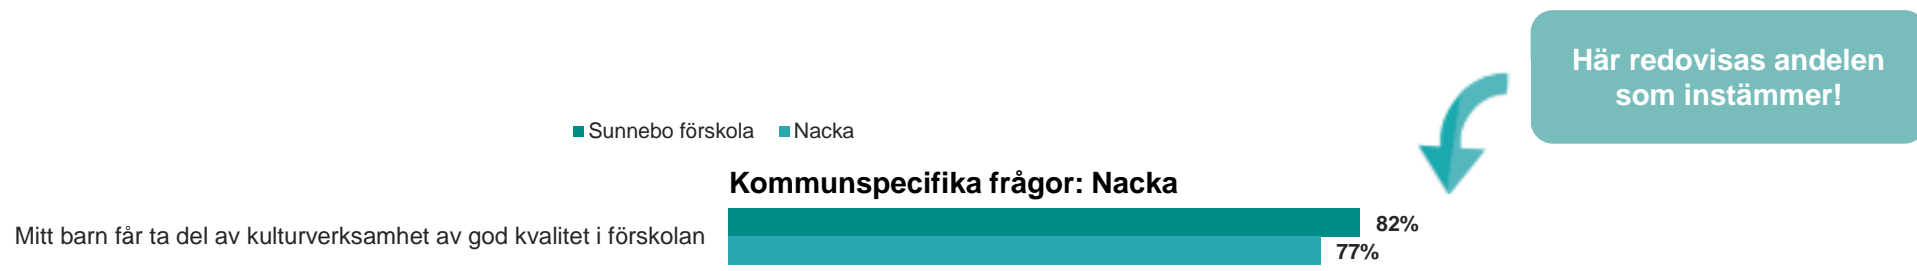 Här redovisas andelen
som instämmer!
Sunnebo förskola Nacka
Kommunspecifika frågor: Nacka
Mitt barn får ta del av kulturverksamhet av god kvalitet i förskolan
82%
77%